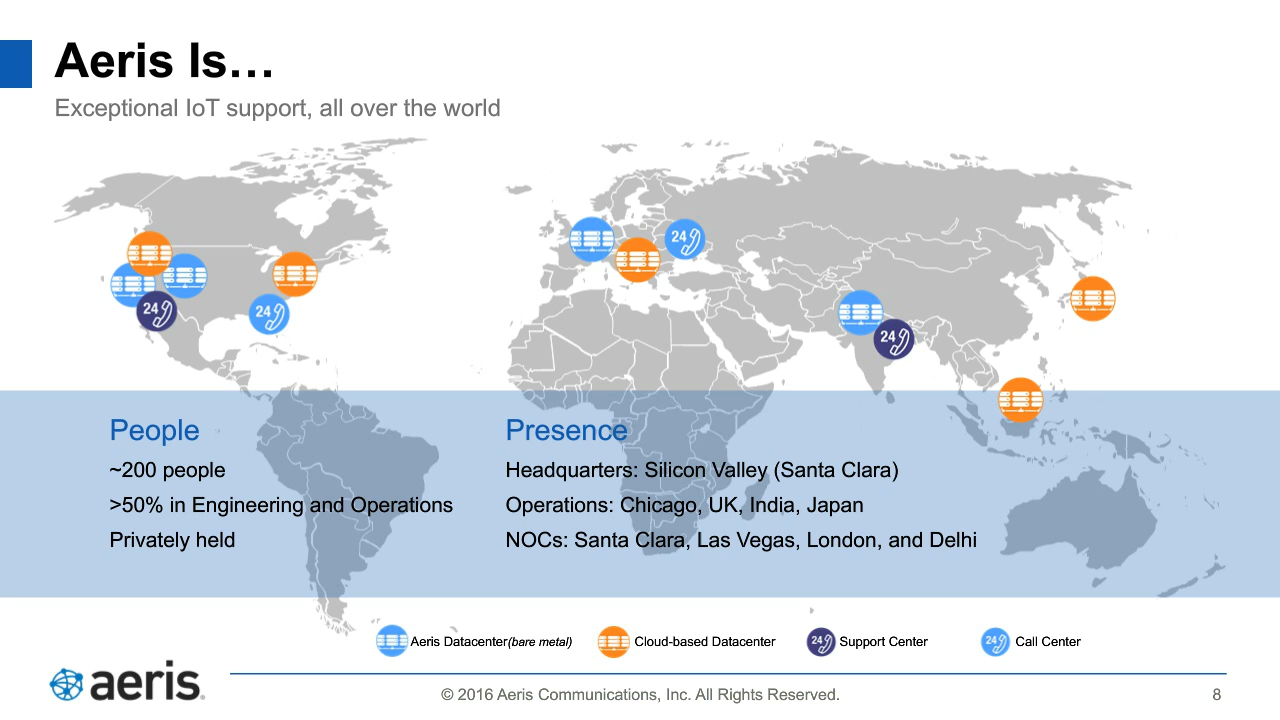 Aeris Is…
Exceptional IoT support, all over the world
24
24
24
24
People
~200 people
>50% in Engineering and Operations
Privately held
Presence
Headquarters: Silicon Valley (Santa Clara)
Operations: Chicago, UK, India, Japan
NOCs: Santa Clara, Las Vegas, London, and Delhi
Aeris Datacenter(bare metal)
Cloud-based Datacenter
24 Support Center
24 Call Center
aeris.
© 2016 Aeris Communications, Inc. All Rights Reserved.
8